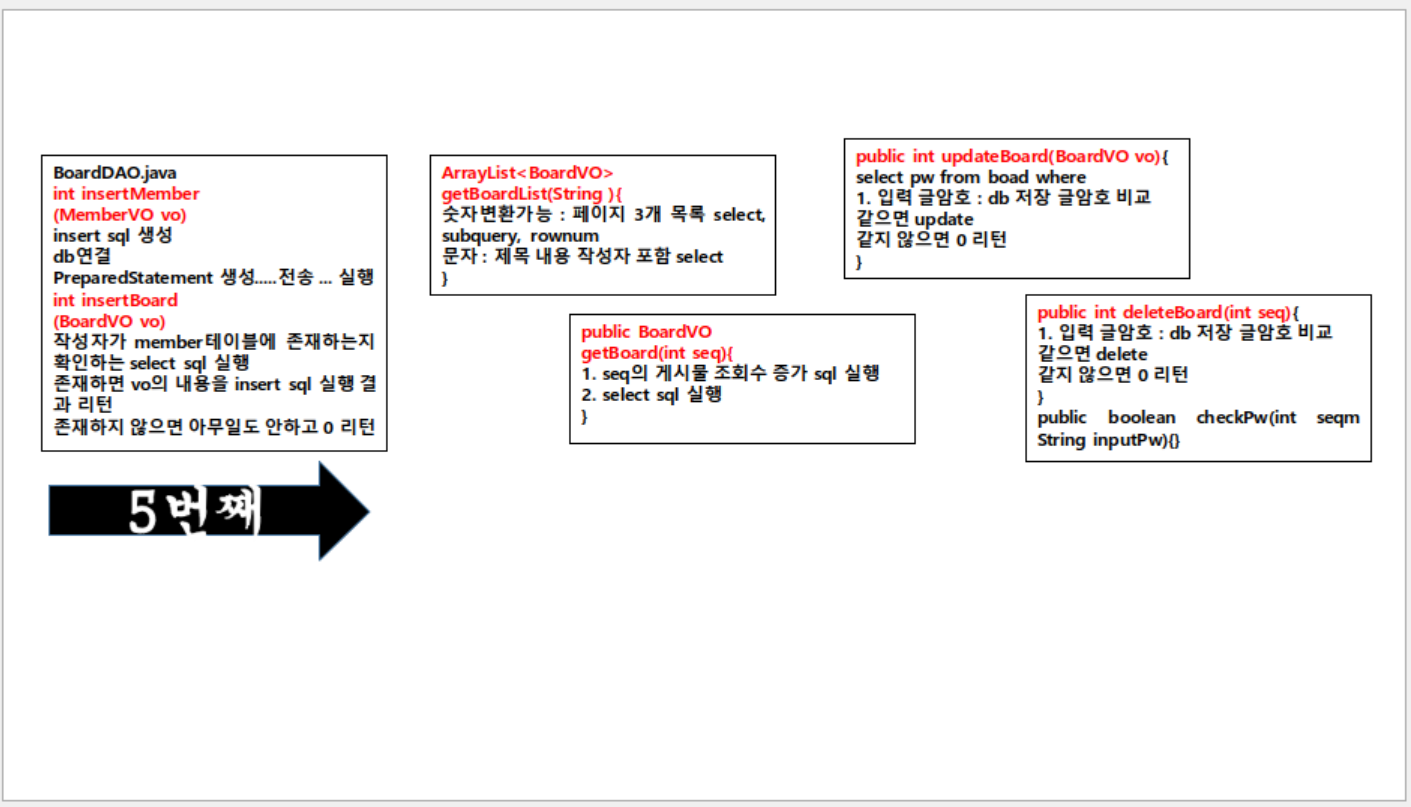 BoardDAO.java
int insertMember
(MemberVO vo)
insert sql 생성
db연결
PreparedStatement 생성.....전송 ... 실행
int insertBoard
(BoardVO vo)
작성자가 member테이블에 존재하는지
확인하는 select sql 실행
존재하면 vo의 내용을 insert sql 실행 결
과 리턴
존재하지 않으면 아무일도 안하고 0 리턴
5번째
ArrayList<BoardVO>
getBoardList(String ){
숫자변환가능 : 페이지 3개 목록 select,
subquery, rownum
문자 : 제목 내용 작성자 포함 select
}
public BoardVO
getBoard(int seq){
1. seq의 게시물 조회수 증가 sql 실행
2. select sql 실행
}
public int updateBoard(BoardVO vo){
select pw from boad where
1. 입력 글암호 : db 저장 글암호 비교
같으면 update
같지 않으면 0 리턴
}
public int deleteBoard(int seq){
1. 입력 글암호 : db 저장 글암호 비교
같으면 delete
같지 않으면 0 리턴
}
public boolean checkPw(int seqm
String inputPw){}